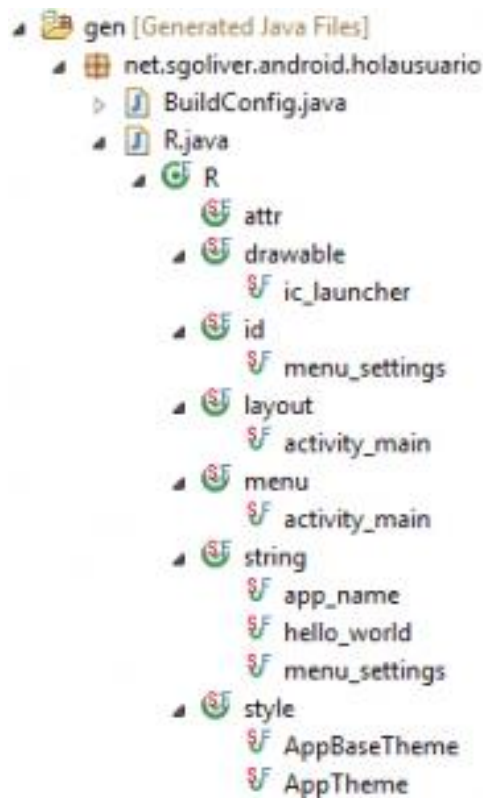 gen [Generated Java Files]
net.sgoliver.android.holausuario
BuildConfig.java
R.java
R
attr
drawable
ic_launcher
id
menu_settings
layout
activity_main
menu
activity_main
string
app_name
hello_world
menu_settings
style
AppBaseTheme
AppTheme